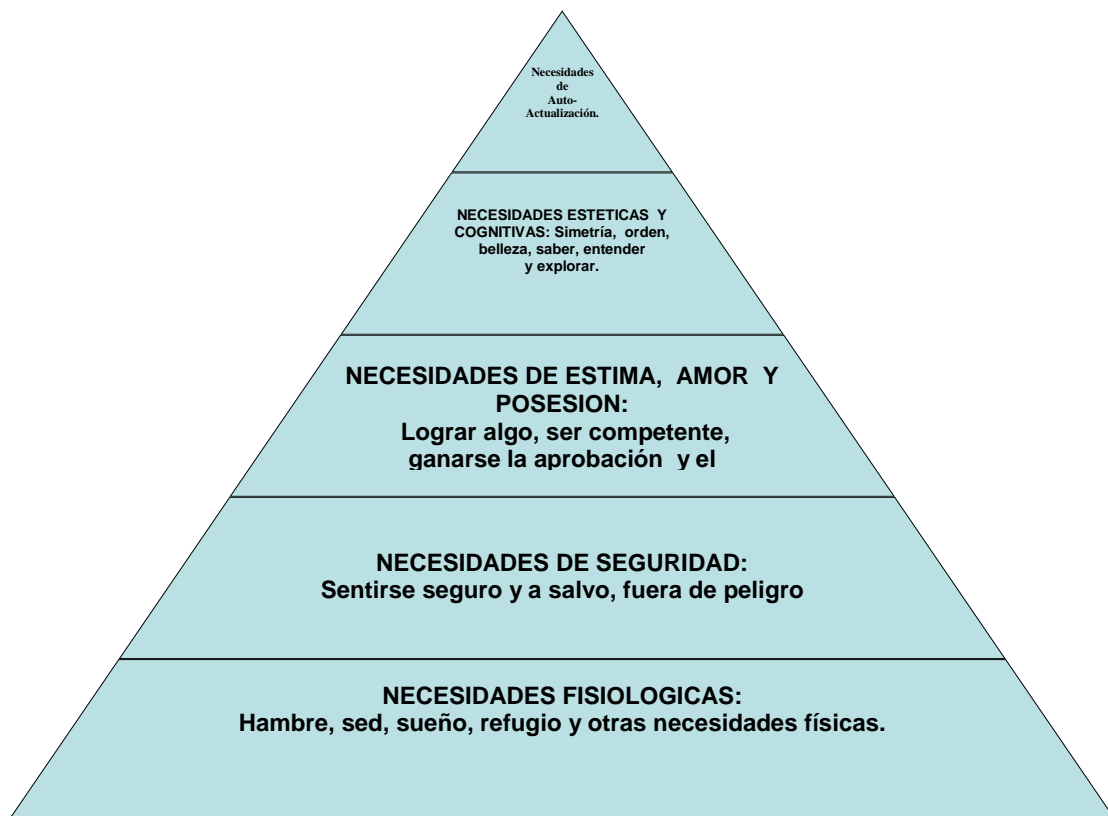 Necesidades
de
Auto-
Actualización.
NECESIDADES ESTETICAS Y
COGNITIVAS: Simetría, orden,
belleza, saber, entender
y explorar.
NECESIDADES DE ESTIMA, AMOR Y
POSESION:
Lograr algo, ser competente,
ganarse la aprobación y el
NECESIDADES DE SEGURIDAD:
Sentirse seguro y a salvo, fuera de peligro
NECESIDADES FISIOLOGICAS:
Hambre, sed, sueño, refugio y otras necesidades físicas.